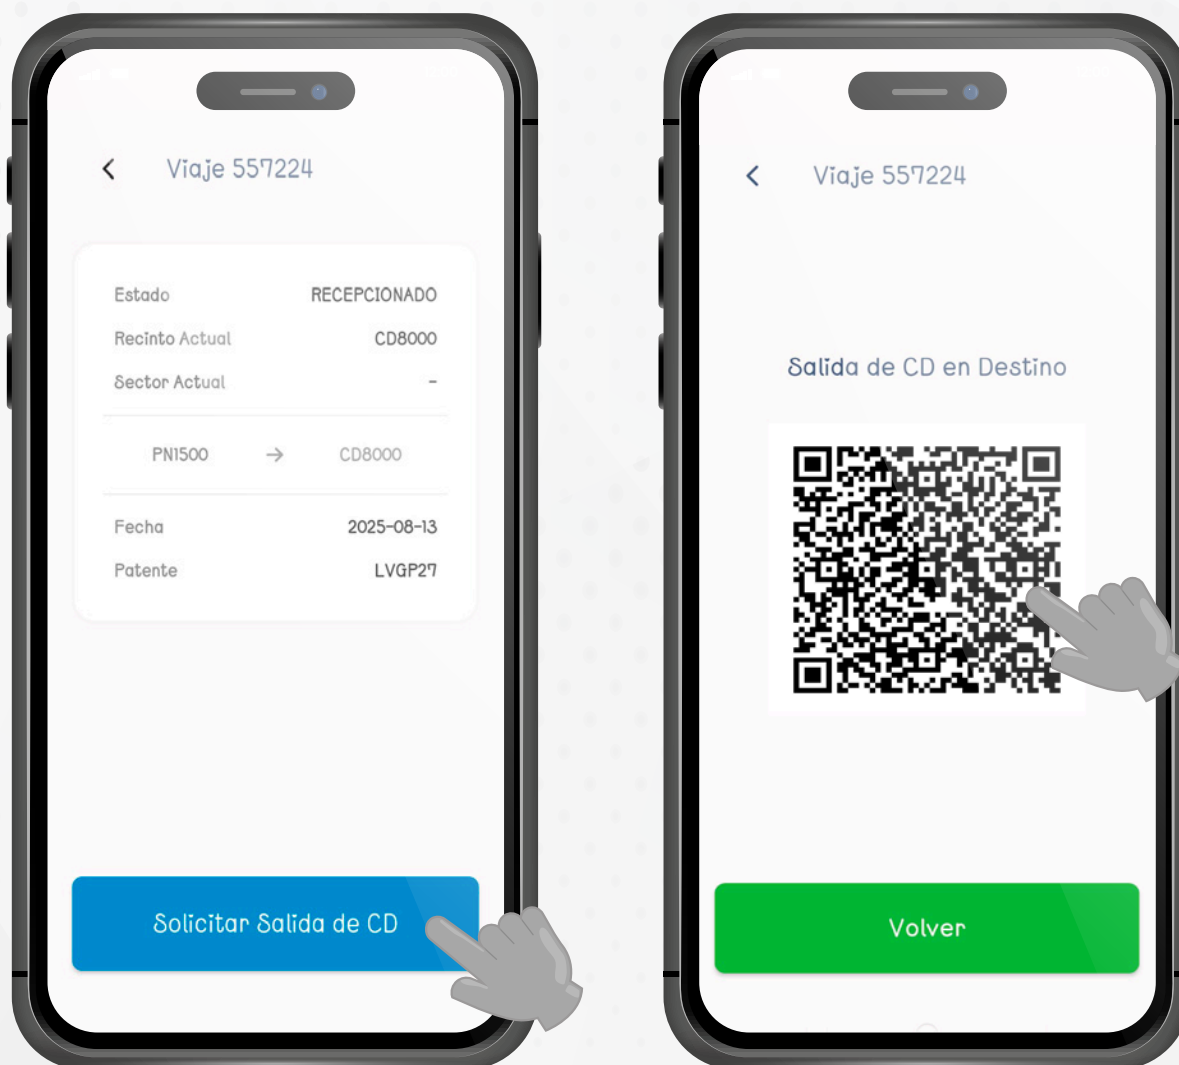 Viaje 557224
Estado RECEPCIONADO
Recinto Actual CD8000
Sector Actual -
PN1500 → CD8000
Fecha 2025-08-13
Patente LVGP27
Solicitar Salida de CD
Viaje 557224
Salida de CD en Destino
Volver